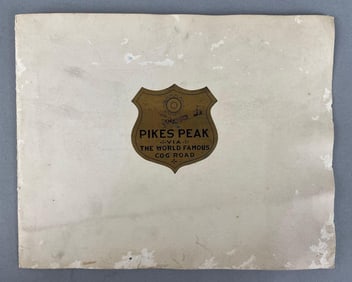 PIKES PEAK
VIA
THE WORLD FAMOUS
COG ROAD